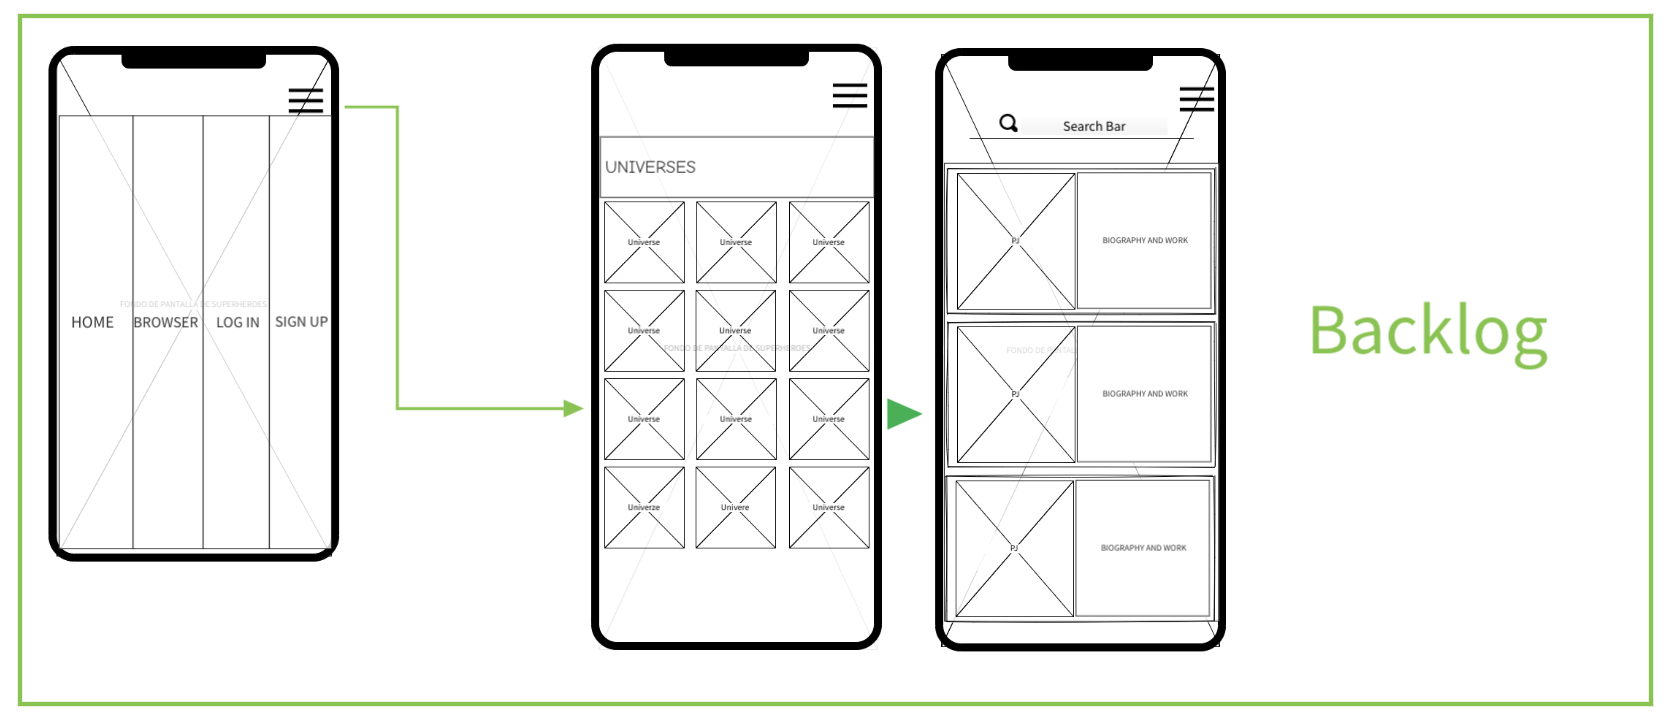 FONDO DE PANTALLA DE SUPERHEROES
HOME
BROWSER
LOG IN
SIGN UP
UNIVERSES
Universe
Universe
Universe
Universe
Universe
Universe
FONDO DE PANTALLA DE SUPERHEROES
Universe
Universe
Universe
Univerze
Univere
Universe
Search Bar
PJ
BIOGRAPHY AND WORK
FONDO DE PANTAL
PJ
BIOGRAPHY AND WORK
PJ
BIOGRAPHY AND WORK
Backlog